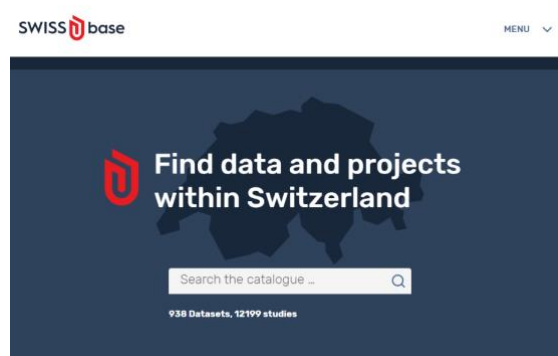 SWISS base
MENU
Find data and projects
within Switzerland
Search the catalogue ...
938 Datasets, 12199 studies